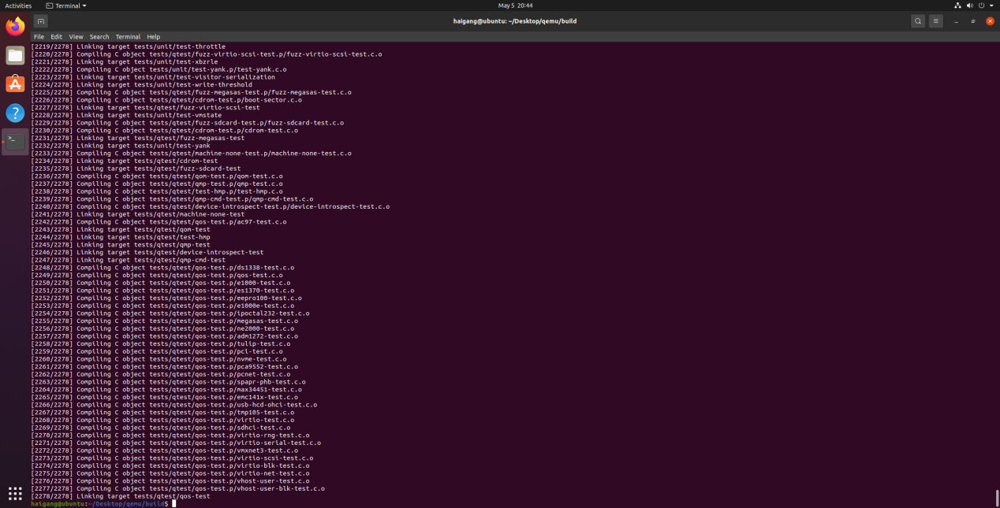 Activities
Terminal
May 5 20:44
haigang@ubuntu: ~/Desktop/qemu/build
File Edit View Search Terminal Help
[2219/2278] Linking target tests/unit/test-throttle
[2220/2278] Compiling C object tests/qtest/fuzz-virtio-scsi-test.p/fuzz-virtio-scsi-test.c.o
[2221/2278] Linking target tests/unit/test-xbzrle
[2222/2278] Compiling C object tests/unit/test-yank.p/test-yank.c.o
[2223/2278] Linking target tests/unit/test-visitor-serialization
[2224/2278] Linking target tests/unit/test-write-threshold
[2225/2278] Compiling C object tests/qtest/fuzz-megasas-test.p/fuzz-megasas-test.c.o
[2226/2278] Compiling C object tests/qtest/cdrom-test.p/boot-sector.c.o
[2227/2278] Linking target tests/qtest/fuzz-virtio-scsi-test
[2228/2278] Linking target tests/unit/test-vmstate
[2229/2278] Compiling C object tests/qtest/fuzz-sdcard-test.p/fuzz-sdcard-test.c.o
[2230/2278] Compiling C object tests/qtest/cdrom-test.p/cdrom-test.c.o
[2231/2278] Linking target tests/qtest/fuzz-megasas-test
[2232/2278] Linking target tests/unit/test-yank
[2233/2278] Compiling C object tests/qtest/machine-none-test.p/machine-none-test.c.o
[2234/2278] Linking target tests/qtest/cdrom-test
[2235/2278] Linking target tests/qtest/fuzz-sdcard-test
[2236/2278] Compiling C object tests/qtest/qom-test.p/qom-test.c.o
[2237/2278] Compiling C object tests/qtest/qmp-test.p/qmp-test.c.o
[2238/2278] Compiling C object tests/qtest/test-hmp.p/test-hmp.c.o
[2239/2278] Compiling C object tests/qtest/qmp-cmd-test.p/qmp-cmd-test.c.o
[2240/2278] Compiling C object tests/qtest/device-introspect-test.p/device-introspect-test.c.o
[2241/2278] Linking target tests/qtest/machine-none-test
[2242/2278] Compiling C object tests/qtest/qos-test.p/ac97-test.c.o
[2243/2278] Linking target tests/qtest/qom-test
[2244/2278] Linking target tests/qtest/test-hmp
[2245/2278] Linking target tests/qtest/qmp-test
[2246/2278] Linking target tests/qtest/device-introspect-test
[2247/2278] Linking target tests/qtest/qmp-cmd-test
[2248/2278] Compiling C object tests/qtest/qos-test.p/ds1338-test.c.o
[2249/2278] Compiling C object tests/qtest/qos-test.p/qos-test.c.o
[2250/2278] Compiling C object tests/qtest/qos-test.p/e1000-test.c.o
[2251/2278] Compiling C object tests/qtest/qos-test.p/es1370-test.c.o
[2252/2278] Compiling C object tests/qtest/qos-test.p/eepro100-test.c.o
[2253/2278] Compiling C object tests/qtest/qos-test.p/e1000e-test.c.o
[2254/2278] Compiling C object tests/qtest/qos-test.p/ipoctal232-test.c.o
[2255/2278] Compiling C object tests/qtest/qos-test.p/megasas-test.c.o
[2256/2278] Compiling C object tests/qtest/qos-test.p/ne2000-test.c.o
[2257/2278] Compiling C object tests/qtest/qos-test.p/adm1272-test.c.o
[2258/2278] Compiling C object tests/qtest/qos-test.p/tulip-test.c.o
[2259/2278] Compiling C object tests/qtest/qos-test.p/pci-test.c.o
[2260/2278] Compiling C object tests/qtest/qos-test.p/nvme-test.c.o
[2261/2278] Compiling C object tests/qtest/qos-test.p/pca9552-test.c.o
[2262/2278] Compiling C object tests/qtest/qos-test.p/pcnet-test.c.o
[2263/2278] Compiling C object tests/qtest/qos-test.p/spapr-phb-test.c.o
[2264/2278] Compiling C object tests/qtest/qos-test.p/max34451-test.c.o
[2265/2278] Compiling C object tests/qtest/qos-test.p/emc141x-test.c.o
[2266/2278] Compiling C object tests/qtest/qos-test.p/usb-hcd-ohci-test.c.o
[2267/2278] Compiling C object tests/qtest/qos-test.p/tmp105-test.c.o
[2268/2278] Compiling C object tests/qtest/qos-test.p/virtio-test.c.o
[2269/2278] Compiling C object tests/qtest/qos-test.p/sdhci-test.c.o
[2270/2278] Compiling C object tests/qtest/qos-test.p/virtio-rng-test.c.o
[2271/2278] Compiling C object tests/qtest/qos-test.p/virtio-serial-test.c.o
[2272/2278] Compiling C object tests/qtest/qos-test.p/vmxnet3-test.c.o
[2273/2278] Compiling C object tests/qtest/qos-test.p/virtio-scsi-test.c.o
[2274/2278] Compiling C object tests/qtest/qos-test.p/virtio-blk-test.c.o
[2275/2278] Compiling C object tests/qtest/qos-test.p/virtio-net-test.c.o
[2276/2278] Compiling C object tests/qtest/qos-test.p/vhost-user-test.c.o
[2277/2278] Compiling C object tests/qtest/qos-test.p/vhost-user-blk-test.c.o
[2278/2278] Linking target tests/qtest/qos-test
haigang@ubuntu:~/Desktop/qemu/build$